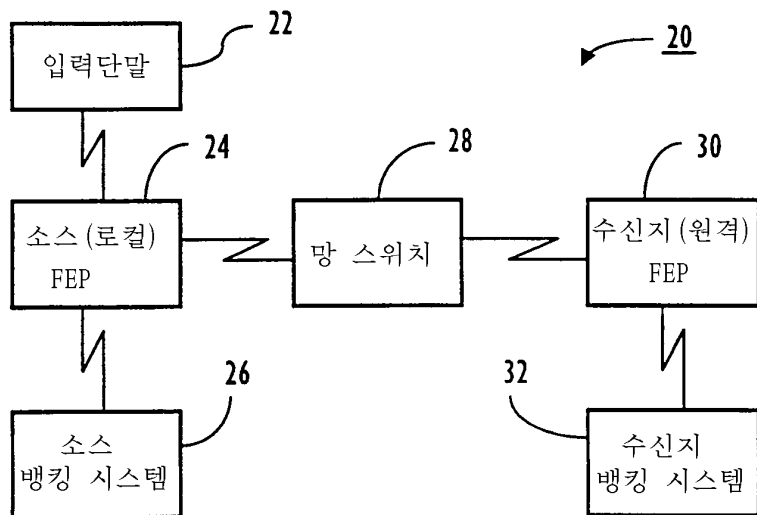 22
입력단말
20
24
소스 (로컬)
FEP
28
망 스위치
30
수신지 (원격)
FEP
26
소스
뱅킹 시스템
32
수신지
뱅킹 시스템